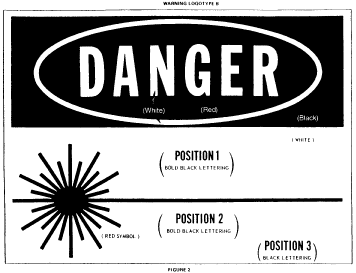 WARNING LOGOTYPE B
DANGER
(White)
(Red)
(Black)
(WHITE)
POSITION 1
BOLD BLACK LETTERING
POSITION 2
BOLD BLACK LETTERING
(RED SYMBOL)
POSITION 3
BLACK LETTERING
FIGURE 2